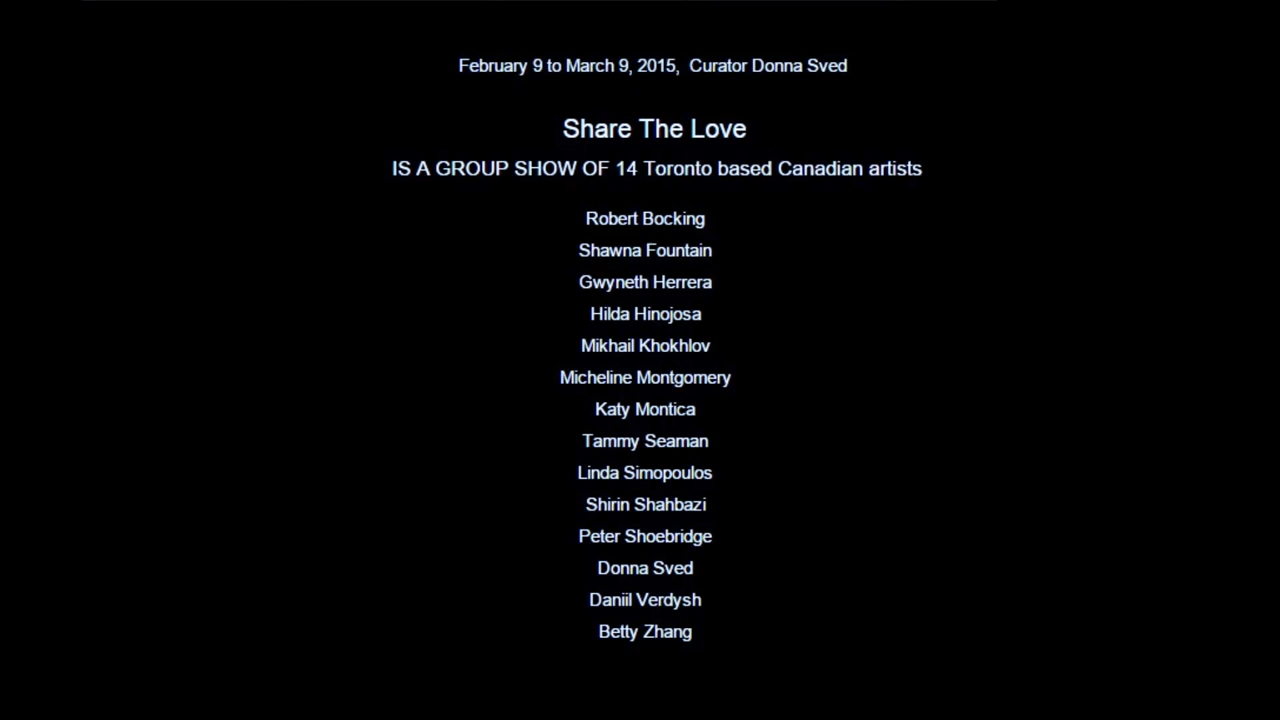 February 9 to March 9, 2015,  Curator Donna Sved
Share The Love
IS A GROUP SHOW OF 14 Toronto based Canadian artists
Robert Bocking
Shawna Fountain
Gwyneth Herrera
Hilda Hinojosa
Mikhail Khokhlov
Micheline Montgomery
Katy Montica
Tammy Seaman
Linda Simopoulos
Shirin Shahbazi
Peter Shoebridge
Donna Sved
Daniil Verdysh
Betty Zhang